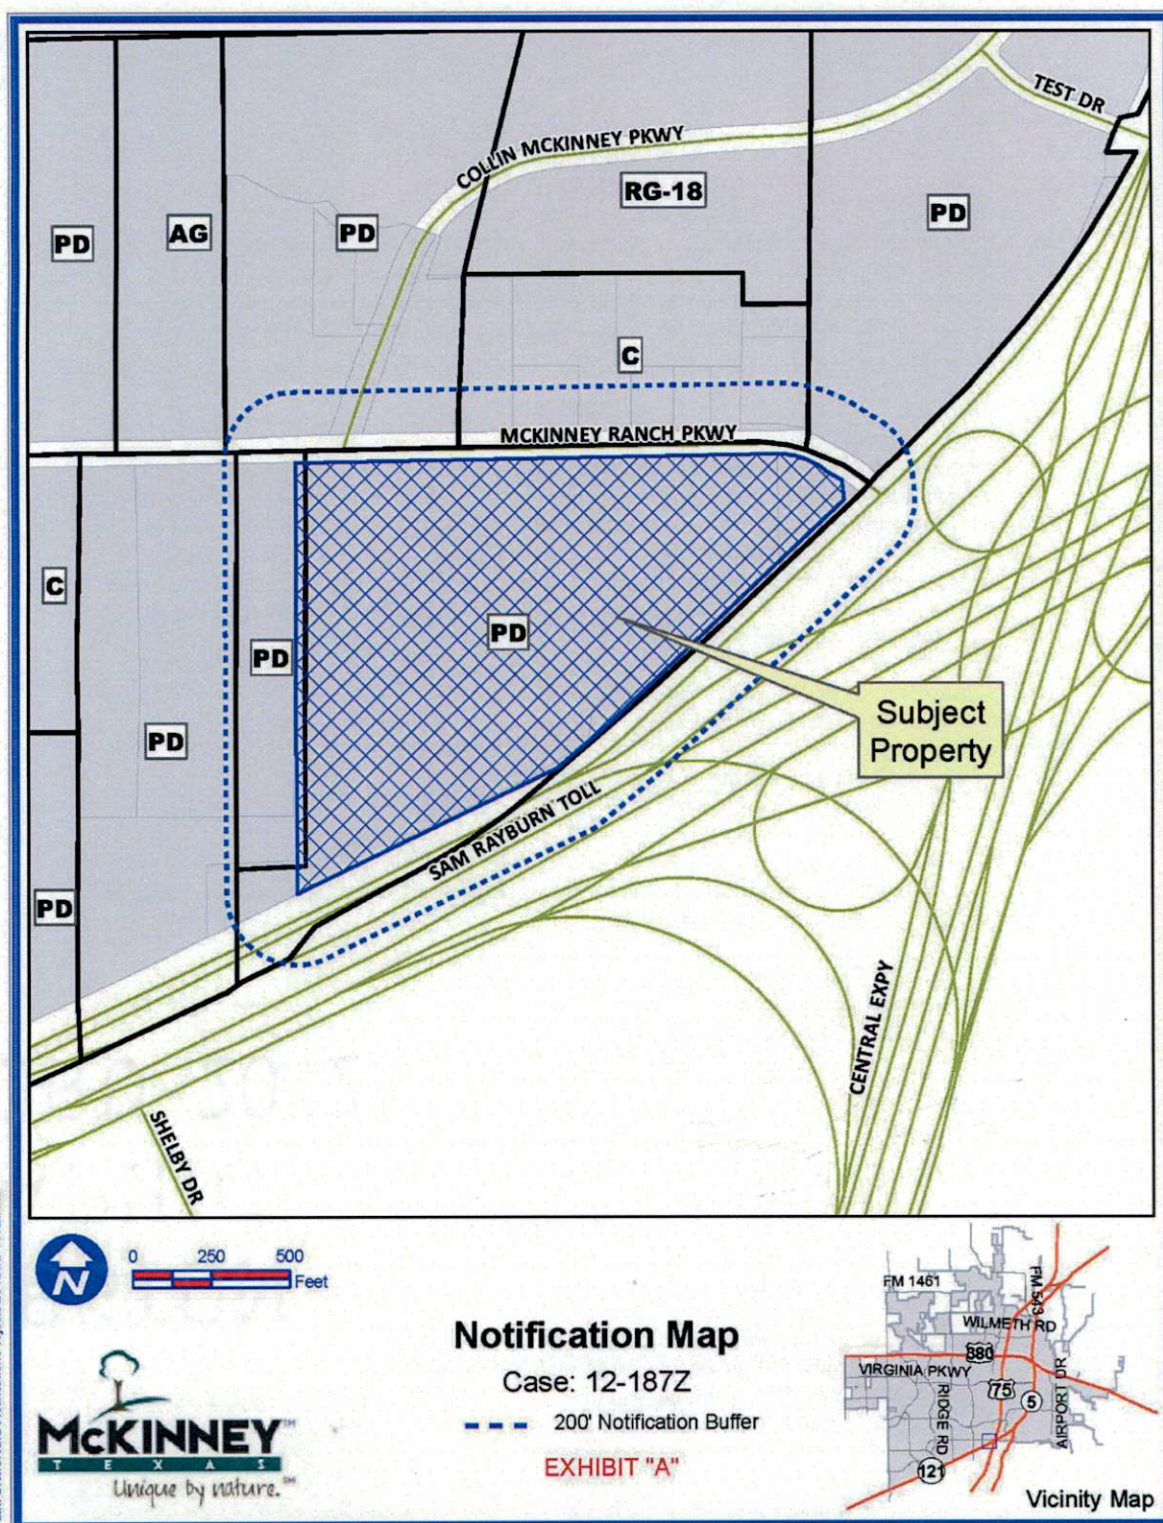 TEST DR
COLLIN MCKINNEY PKWY
RG-18
PD
AG
PD
PD
C
MCKINNEY RANCH PKWY
C
PD
PD
PD
Subject
Property
PD
SAM RAYBURN TOLL
PD
CENTRAL EXPY
SHELBY DR
N
0 250 500
Feet
Notification Map
Case: 12-187Z
200' Notification Buffer
EXHIBIT "A"
McKINNEY™
TEXAS
Unique by nature.℠
FM 1461
FM 543
WILMETH RD
380
VIRGINIA PKWY
75
5
RIDGE RD
AIRPORT DR
121
Vicinity Map